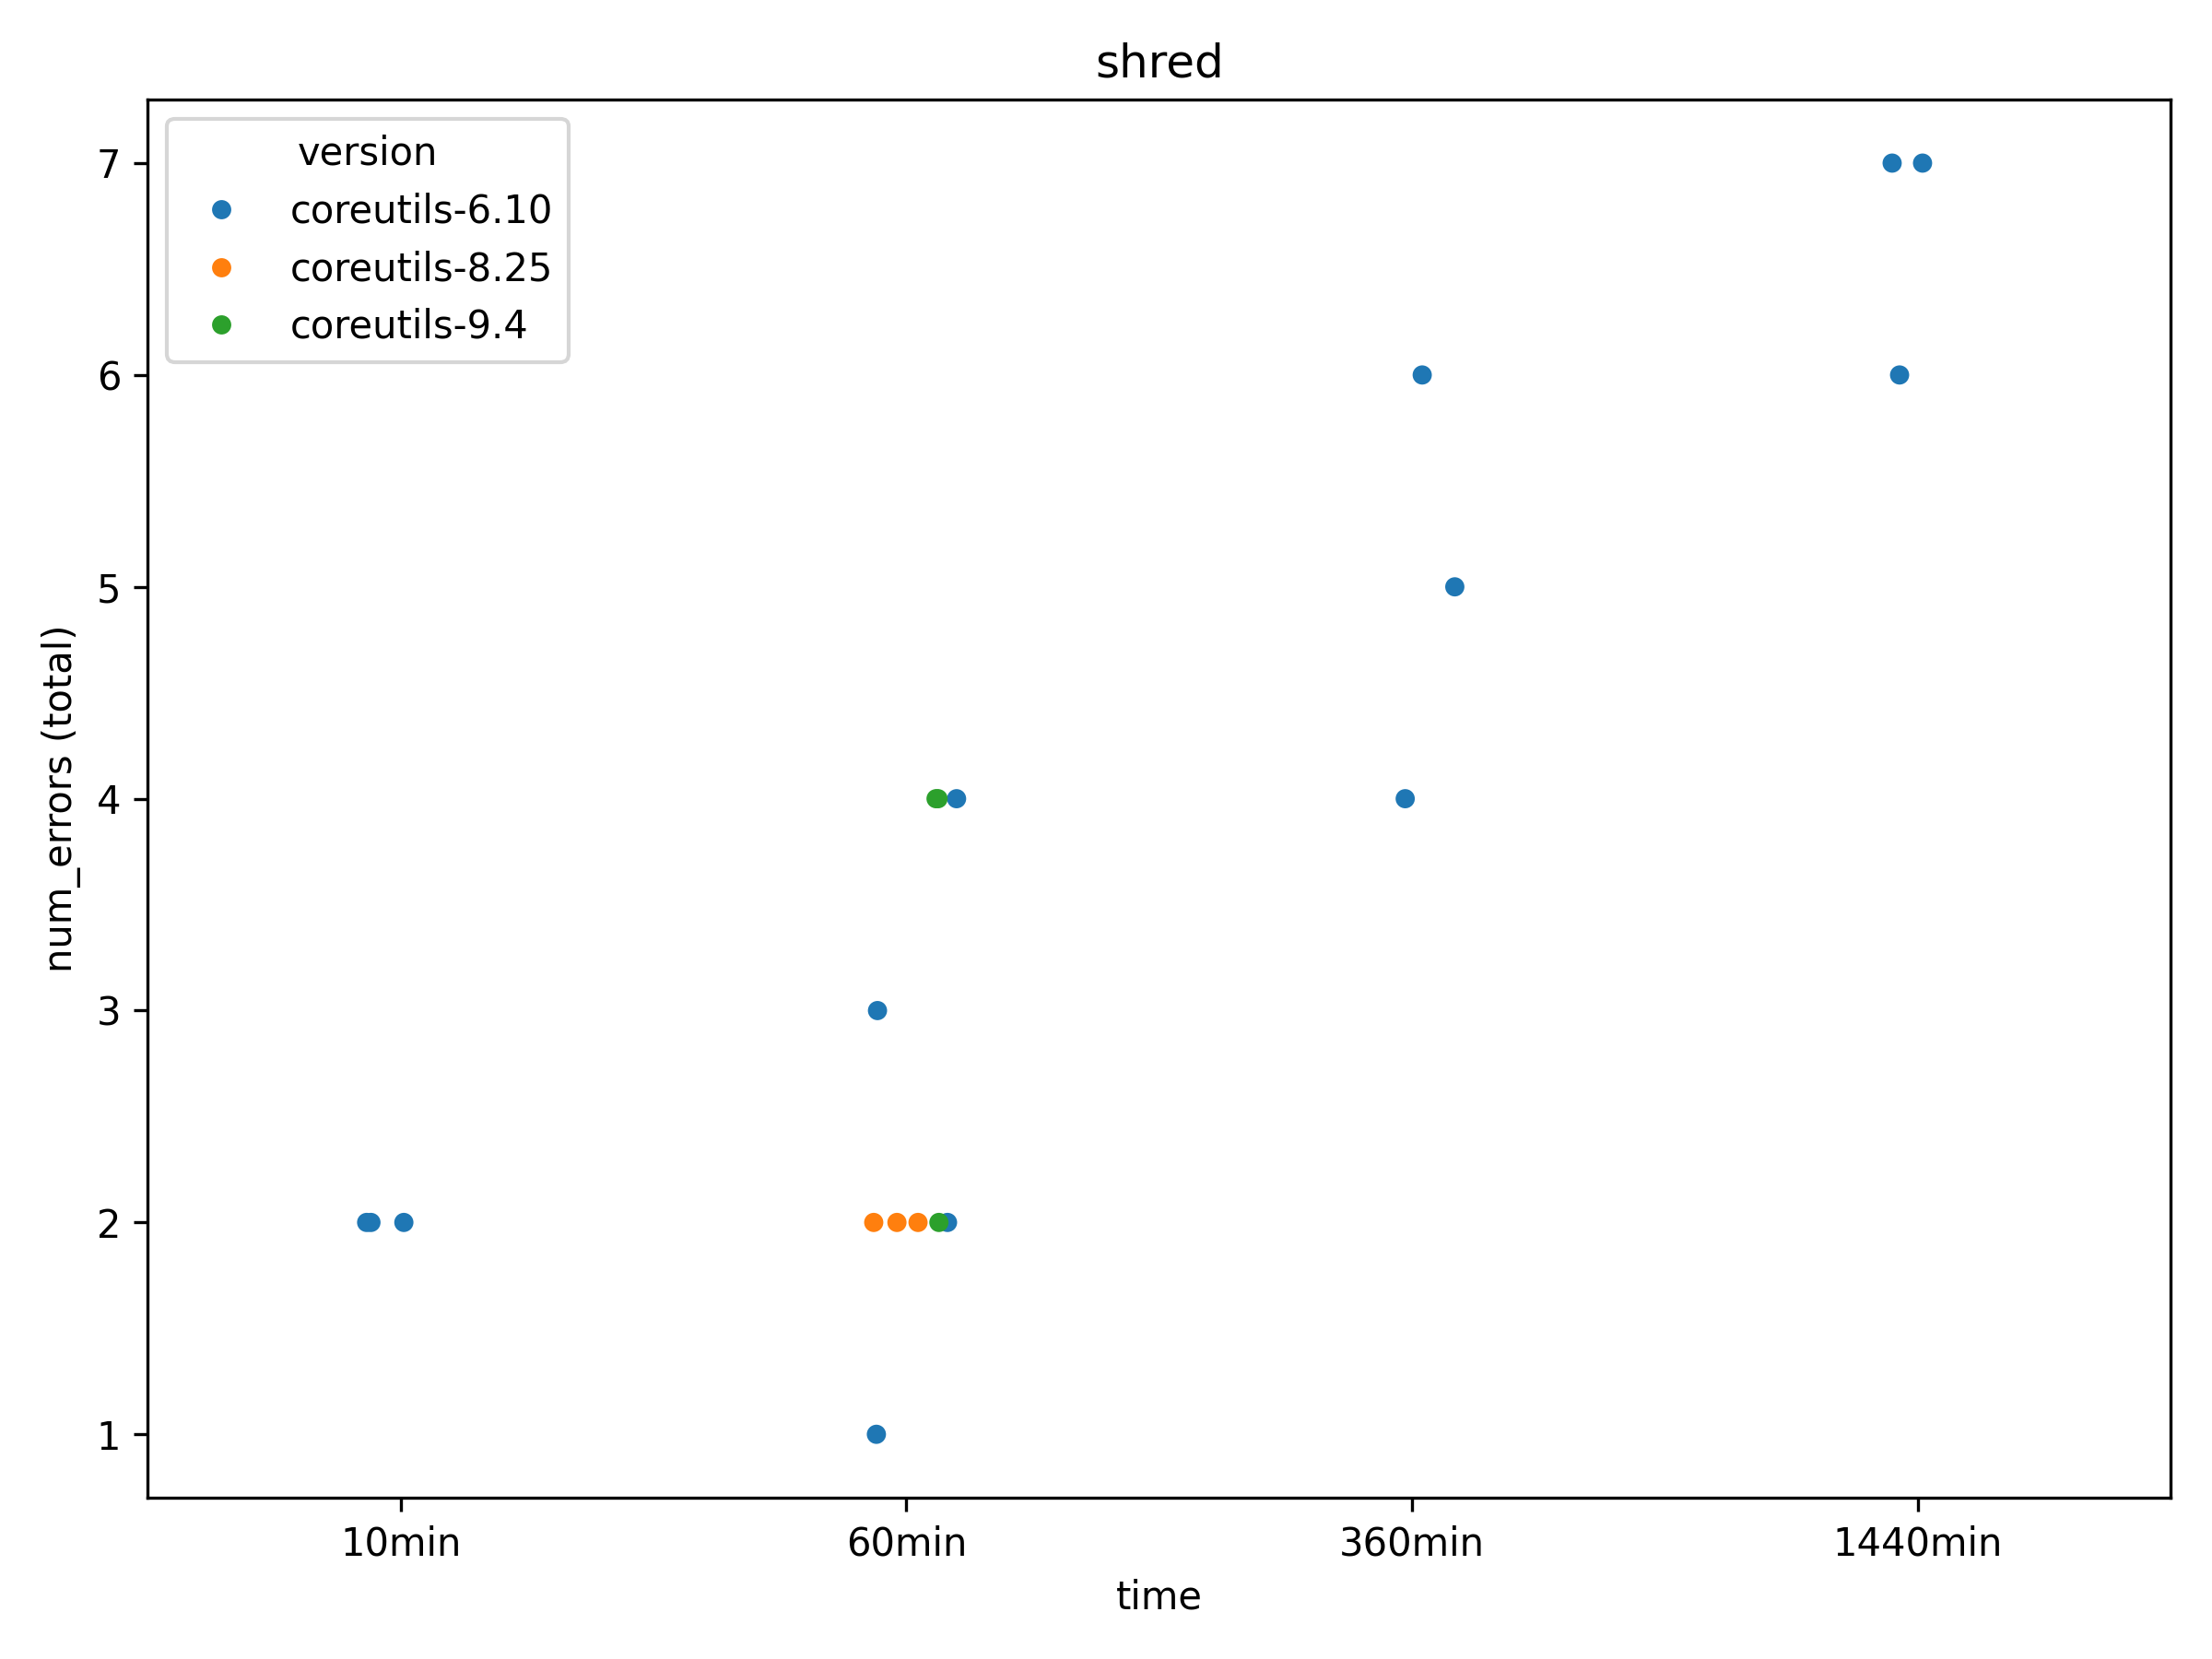 shred
version
coreutils-6.10
coreutils-8.25
coreutils-9.4
num_errors (total)
7
6
5
4
3
2
1
10min 60min 360min 1440min
time